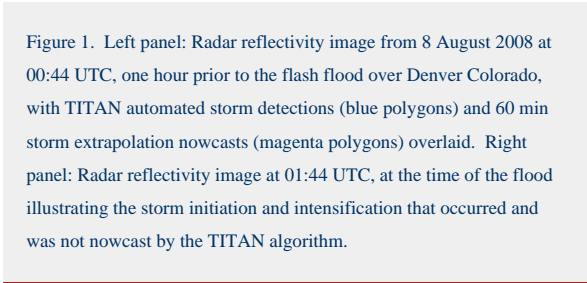 Figure 1.  Left panel: Radar reflectivity image from 8 August 2008 at
00:44 UTC, one hour prior to the flash flood over Denver Colorado,
with TITAN automated storm detections (blue polygons) and 60 min
storm extrapolation nowcasts (magenta polygons) overlaid.  Right
panel: Radar reflectivity image at 01:44 UTC, at the time of the flood
illustrating the storm initiation and intensification that occurred and
was not nowcast by the TITAN algorithm.